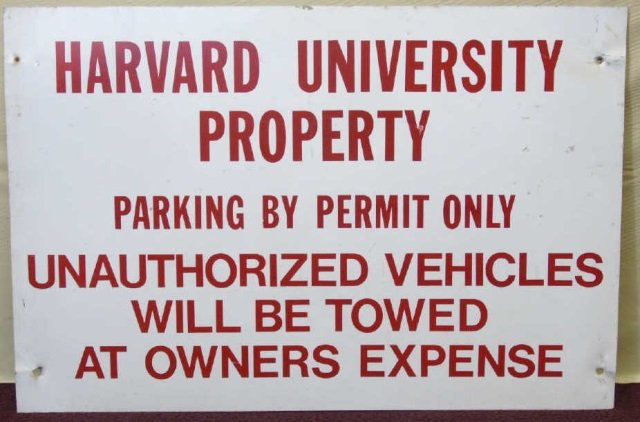 HARVARD UNIVERSITY
PROPERTY
PARKING BY PERMIT ONLY
UNAUTHORIZED VEHICLES
WILL BE TOWED
AT OWNERS EXPENSE